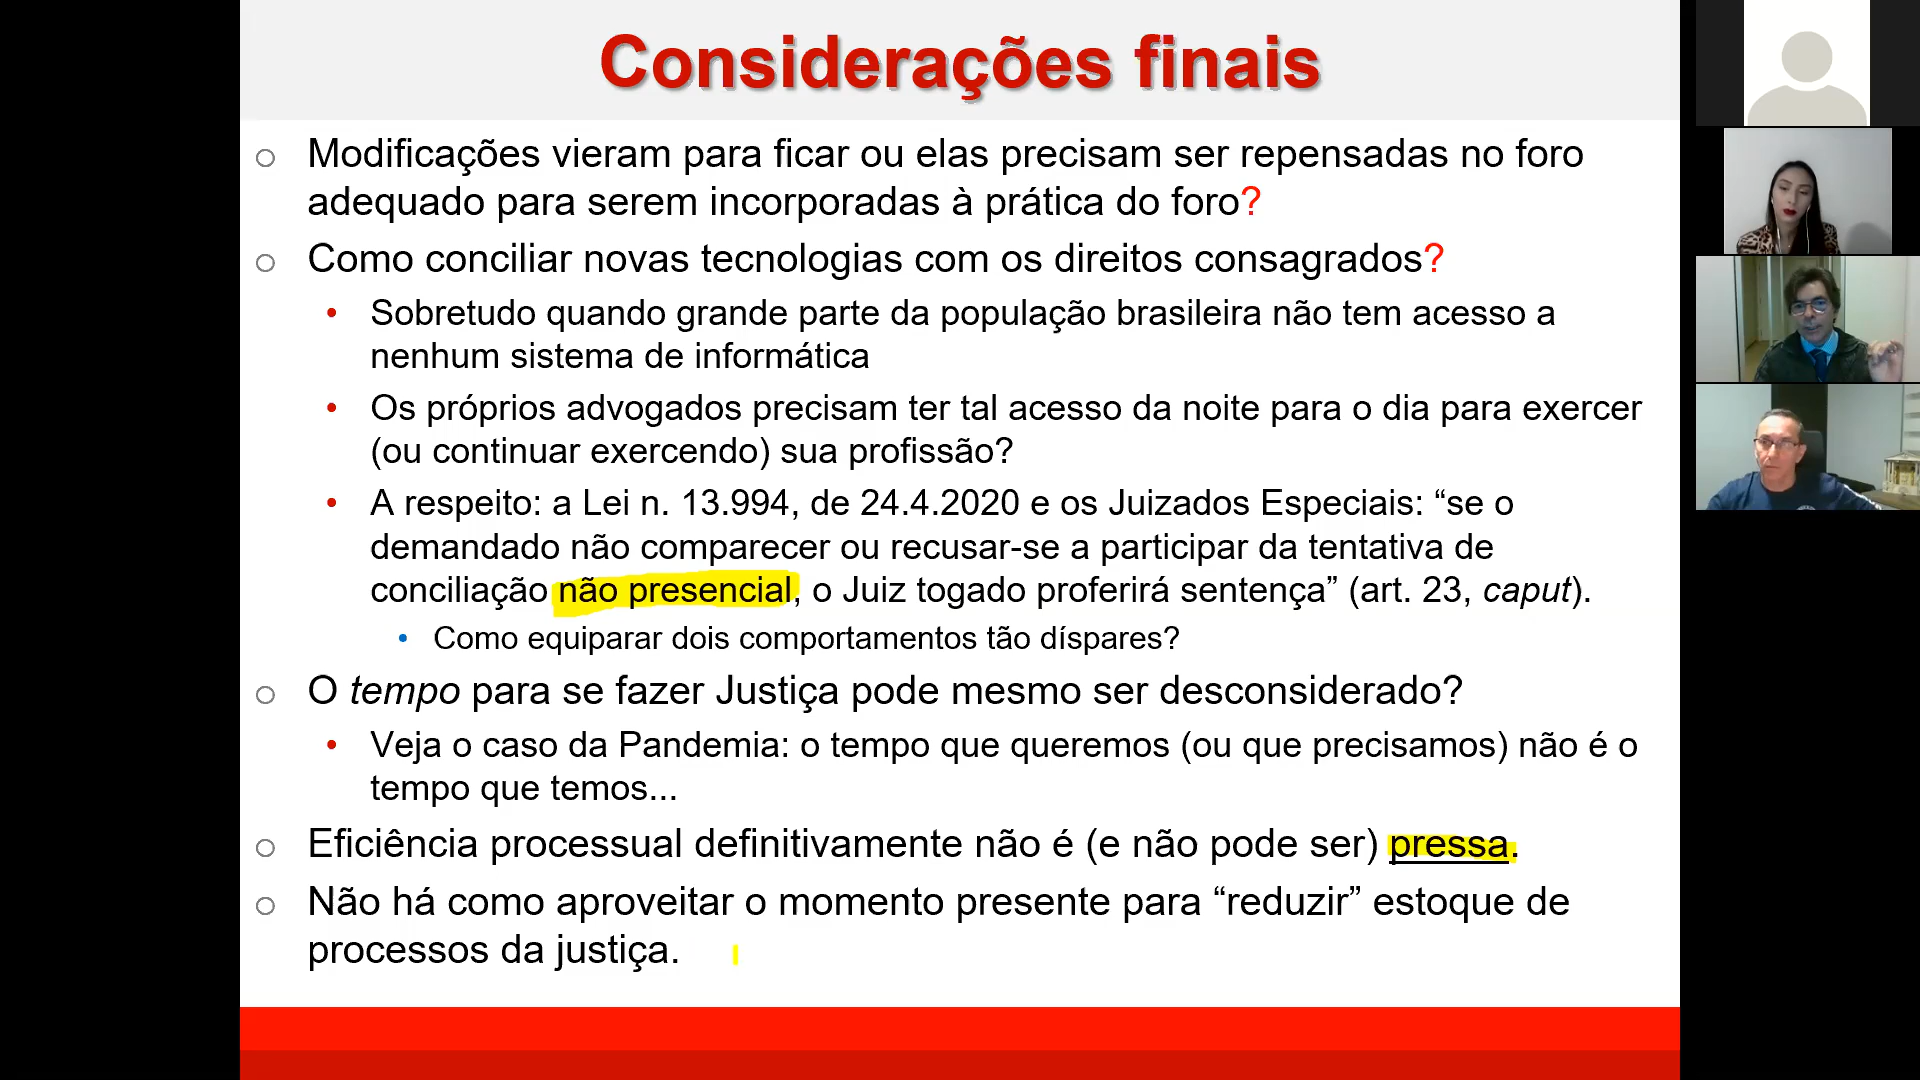 Considerações finais
Modificações vieram para ficar ou elas precisam ser repensadas no foro
adequado para serem incorporadas à prática do foro?
Como conciliar novas tecnologias com os direitos consagrados?
Sobretudo quando grande parte da população brasileira não tem acesso a
nenhum sistema de informática
Os próprios advogados precisam ter tal acesso da noite para o dia para exercer
(ou continuar exercendo) sua profissão?
A respeito: a Lei n. 13.994, de 24.4.2020 e os Juizados Especiais: “se o
demandado não comparecer ou recusar-se a participar da tentativa de
conciliação não presencial, o Juiz togado proferirá sentença” (art. 23, caput).
Como equiparar dois comportamentos tão díspares?
O tempo para se fazer Justiça pode mesmo ser desconsiderado?
Veja o caso da Pandemia: o tempo que queremos (ou que precisamos) não é o
tempo que temos...
Eficiência processual definitivamente não é (e não pode ser) pressa.
Não há como aproveitar o momento presente para “reduzir” estoque de
processos da justiça.